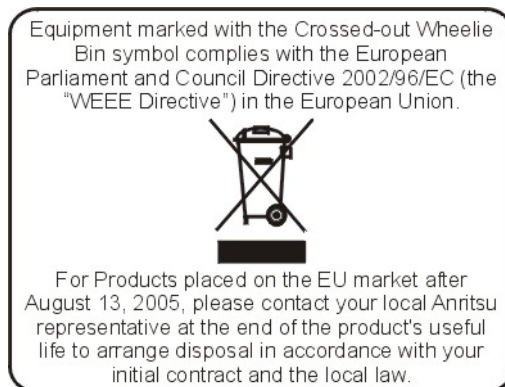 Equipment marked with the Crossed-out Wheelie
Bin symbol complies with the European
Parliament and Council Directive 2002/96/EC (the
“WEEE Directive”) in the European Union.
For Products placed on the EU market after
August 13, 2005, please contact your local Anritsu
representative at the end of the product's useful
life to arrange disposal in accordance with your
initial contract and the local law.